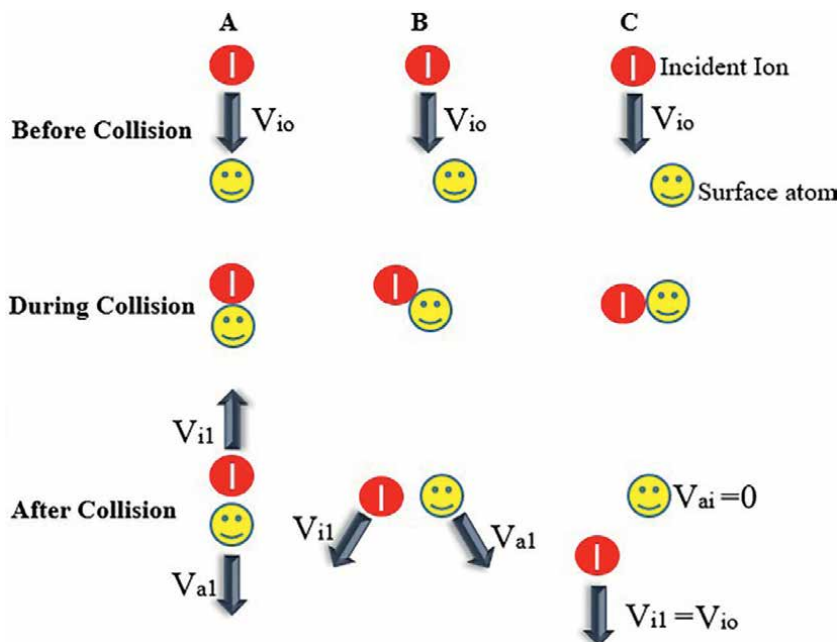 A B C
I I I Incident Ion
Before Collision Vio Vio Vio
Surface atom
During Collision I I I
Vi1
After Collision I I Vai =0
Vi1 Va1 I
Va1 Vi1 =Vio